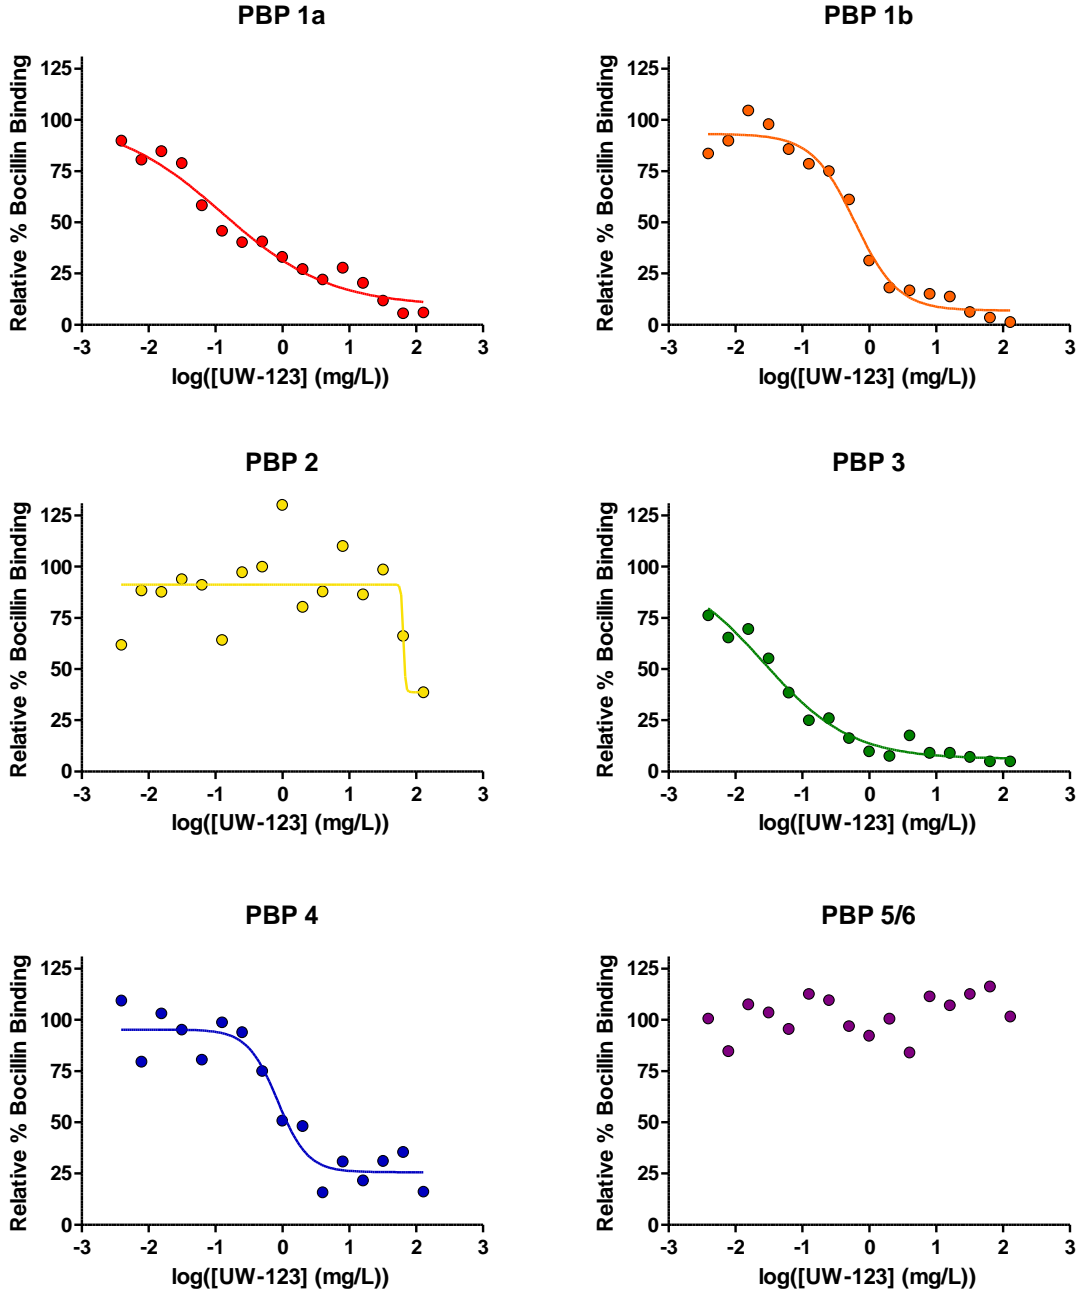 PBP 1a
PBP 1b
Relative % Bocillin Binding
125
100
75
50
25
0
-3 -2 -1 0 1 2 3
log([UW-123] (mg/L))
Relative % Bocillin Binding
125
100
75
50
25
0
-3 -2 -1 0 1 2 3
log([UW-123] (mg/L))
PBP 2
PBP 3
Relative % Bocillin Binding
125
100
75
50
25
0
-3 -2 -1 0 1 2 3
log([UW-123] (mg/L))
Relative % Bocillin Binding
125
100
75
50
25
0
-3 -2 -1 0 1 2 3
log([UW-123] (mg/L))
PBP 4
PBP 5/6
Relative % Bocillin Binding
125
100
75
50
25
0
-3 -2 -1 0 1 2 3
log([UW-123] (mg/L))
Relative % Bocillin Binding
125
100
75
50
25
0
-3 -2 -1 0 1 2 3
log([UW-123] (mg/L))